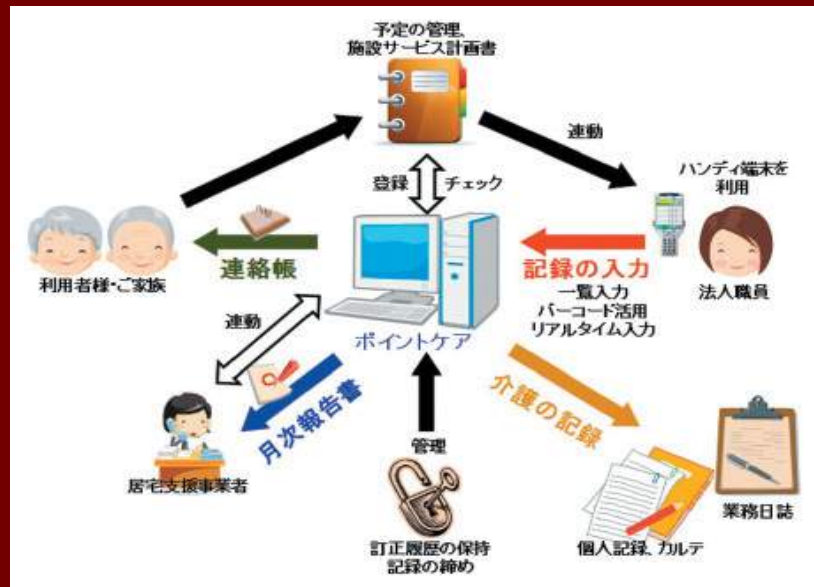 予定の管理、
施設サービス計画書
連動
ハンディ端末を
利用
登録
チェック
連絡帳
記録の入力
利用者様・ご家族
一覧入力
バーコード活用
リアルタイム入力
法人職員
連動
ポイントケア
月次報告書
介護の記録
管理
居宅支援事業者
業務日誌
訂正履歴の保持
記録の締め
個人記録、カルテ